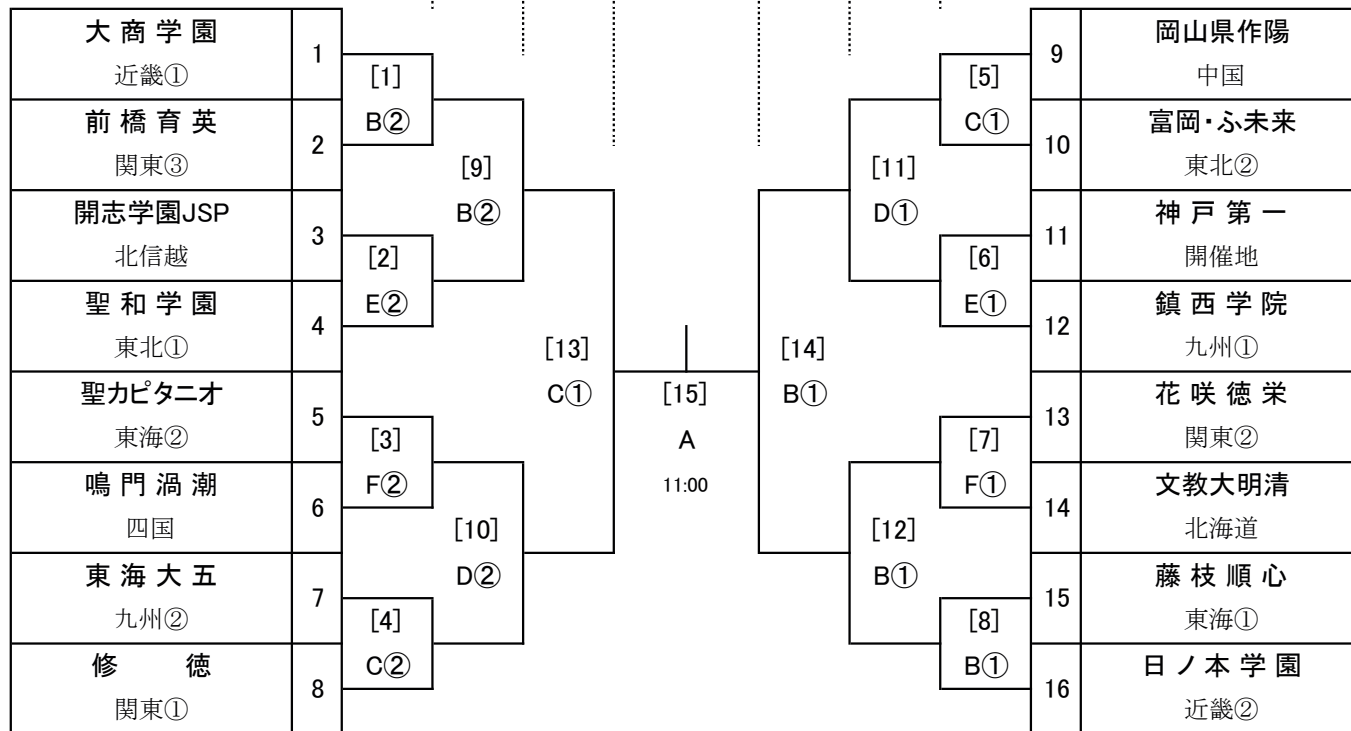 大商学園
近畿①
1
前橋育英
関東③
2
[1]
B②
開志学園JSP
北信越
3
聖和学園
東北①
4
[2]
E②
[9]
B②
聖カピタニオ
東海②
5
鳴門渦潮
四国
6
[3]
F②
東海大五
九州②
7
修徳
関東①
8
[4]
C②
[10]
D②
[13]
C①
[15]
A
11:00
[14]
B①
[11]
D①
[5]
C①
9
岡山県作陽
中国
10
富岡・ふ未来
東北②
[6]
E①
11
神戸第一
開催地
12
鎮西学院
九州①
[12]
B①
[7]
F①
13
花咲徳栄
関東②
14
文教大明清
北海道
[8]
B①
15
藤枝順心
東海①
16
日ノ本学園
近畿②